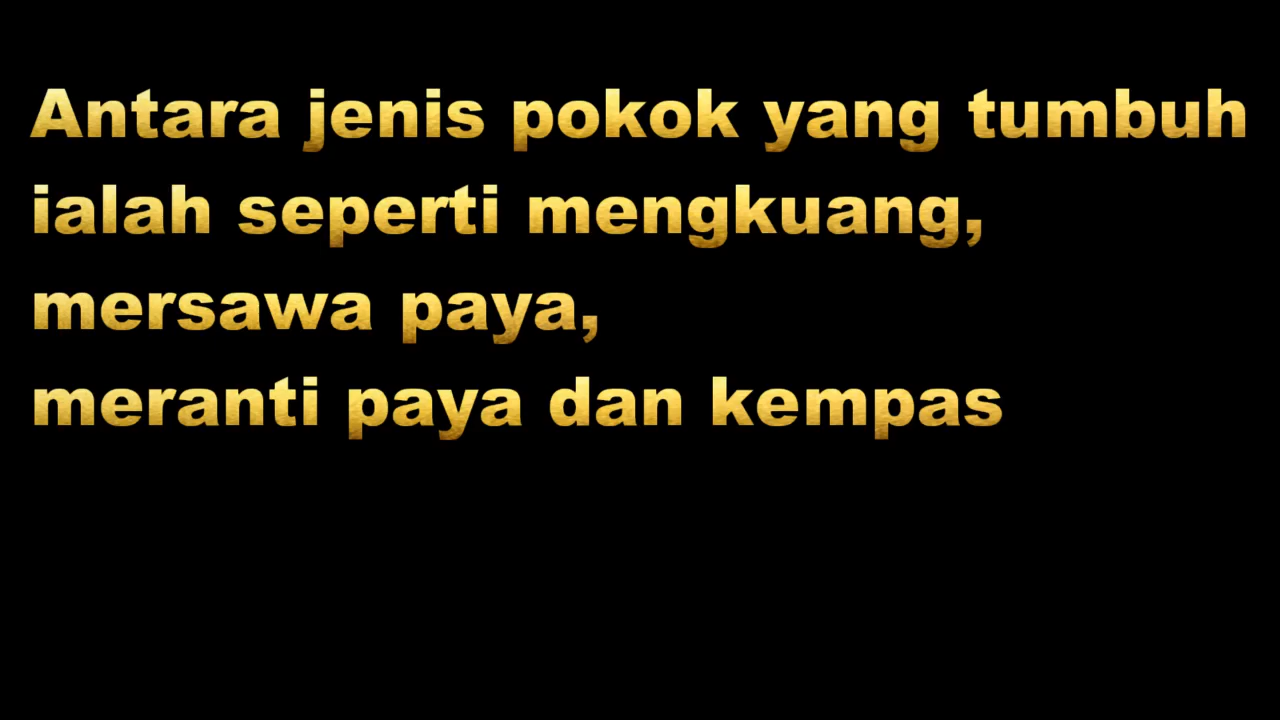 Antara jenis pokok yang tumbuh
ialah seperti mengkuang,
mersawa paya,
meranti paya dan kempas